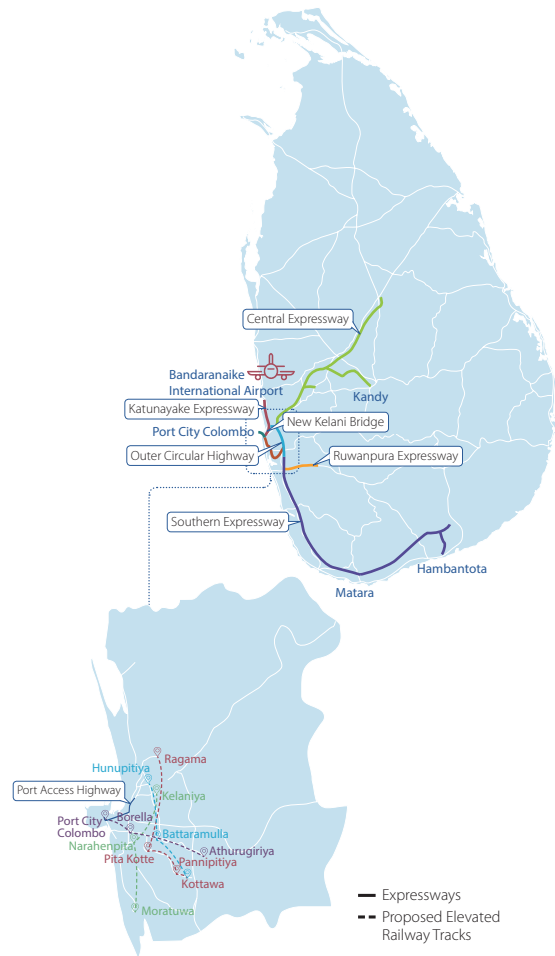 Central Expressway
Bandaranaike
International Airport
Kandy
Katunayake Expressway
New Kelani Bridge
Port City Colombo
Outer Circular Highway
Ruwanpura Expressway
Southern Expressway
Hambantota
Matara
Ragama
Hunupitiya
Port Access Highway
Kelaniya
Port City
Colombo
Borella
Battaramulla
Narahenpita
Athurugiriya
Pita Kotte
Pannipitiya
Kottawa
Moratuwa
Expressways
Proposed Elevated
Railway Tracks